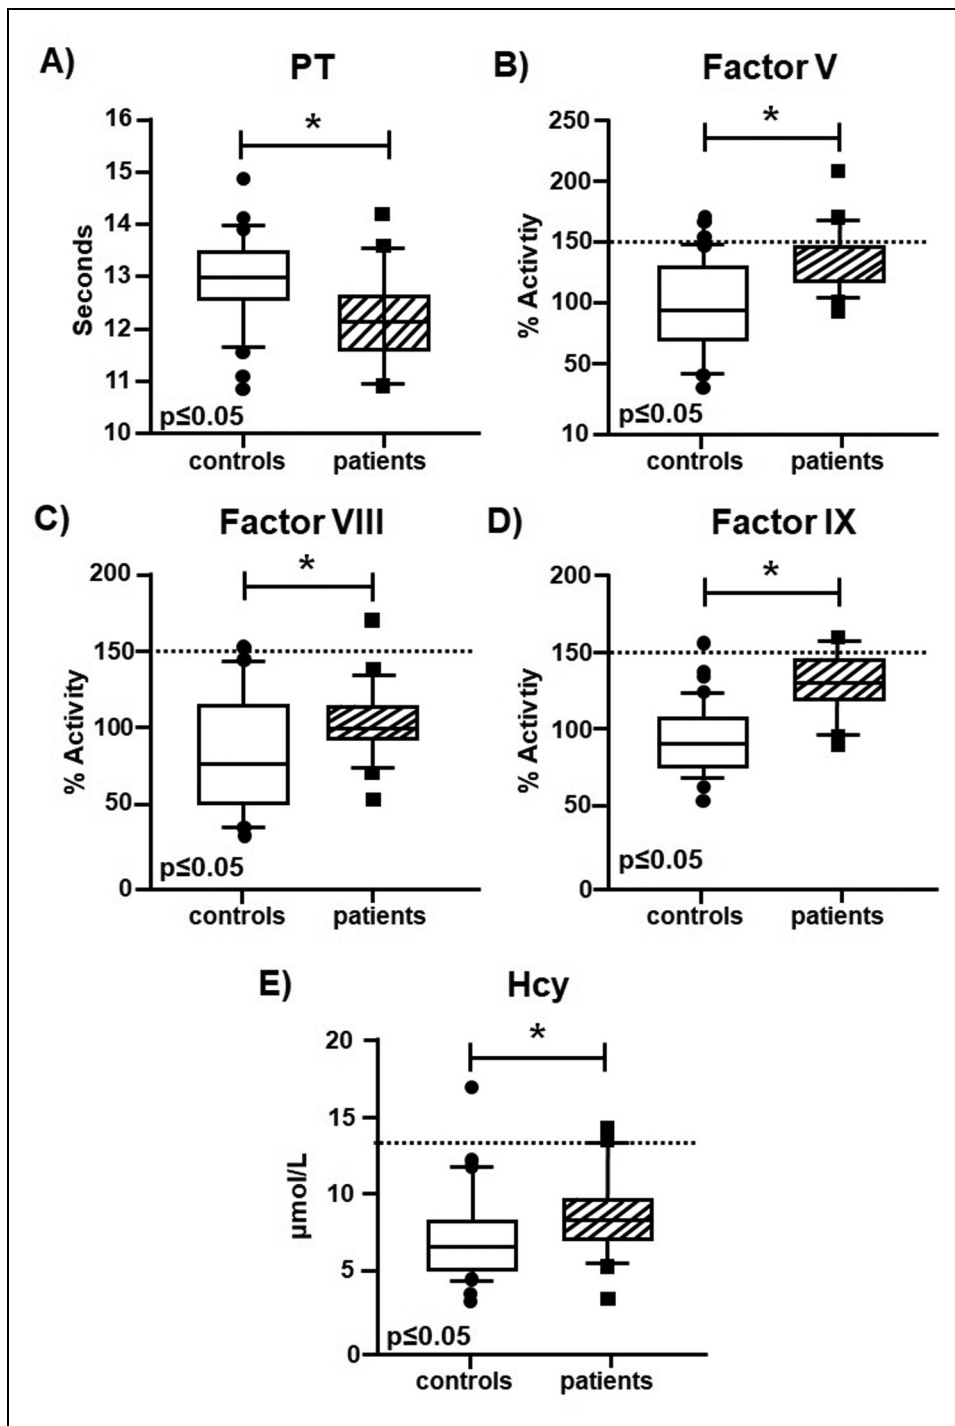 A) PT
*
16
15
14
13
12
11
10
Seconds
p≤0.05
controls patients
B) Factor V
*
250
200
150
100
50
10
% Activtiy
p≤0.05
controls patients
C) Factor VIII
*
200
150
100
50
0
% Activity
p≤0.05
controls patients
D) Factor IX
*
200
150
100
50
0
% Activtiy
p≤0.05
controls patients
E) Hcy
*
20
15
10
5
0
µmol/L
p≤0.05
controls patients